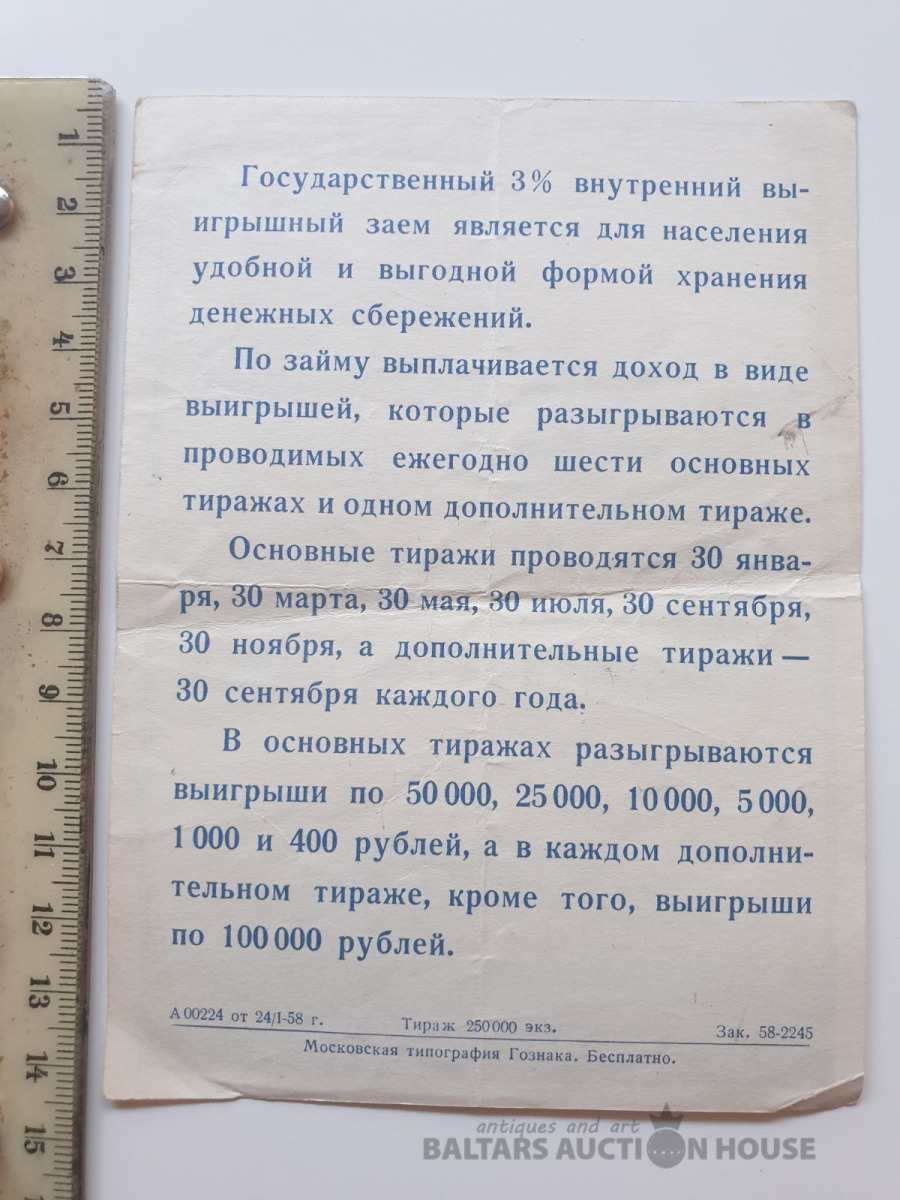 Государственный 3% внутренний вы-
игрышный заем является для населения
удобной и выгодной формой хранения
денежных сбережений.
По займу выплачивается доход в виде
выигрышей, которые разыгрываются в
проводимых ежегодно шести основных
тиражах и одном дополнительном тираже.
Основные тиражи проводятся 30 янва-
ря, 30 марта, 30 мая, 30 июля, 30 сентября,
30 ноября, а дополнительные тиражи —
30 сентября каждого года.
В основных тиражах разыгрываются
выигрыши по 50 000, 25 000, 10 000, 5 000,
1 000 и 400 рублей, а в каждом дополни-
тельном тираже, кроме того, выигрыши
по 100 000 рублей.
А 00224 от 24/I-58 г. Тираж 250 000 экз. Зак. 58-2245
Московская типография Гознака. Бесплатно.
1
2
3
4
5
6
7
8
9
10
11
12
13
14
15
antiques and art
BALTARS AUCTION HOUSE